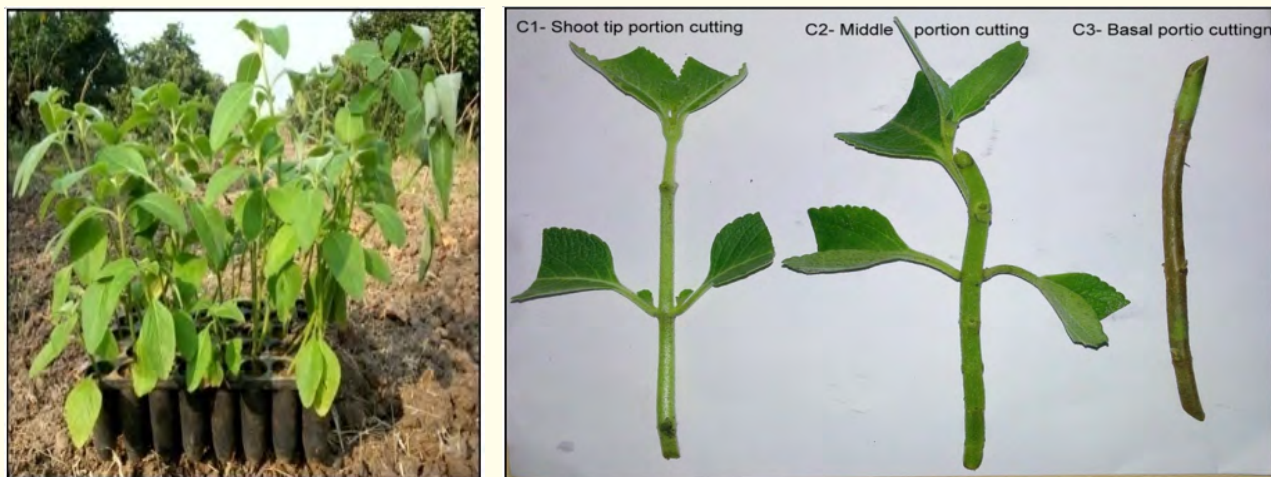 C1- Shoot tip portion cutting
C2- Middle portion cutting
C3- Basal portio cuttingn